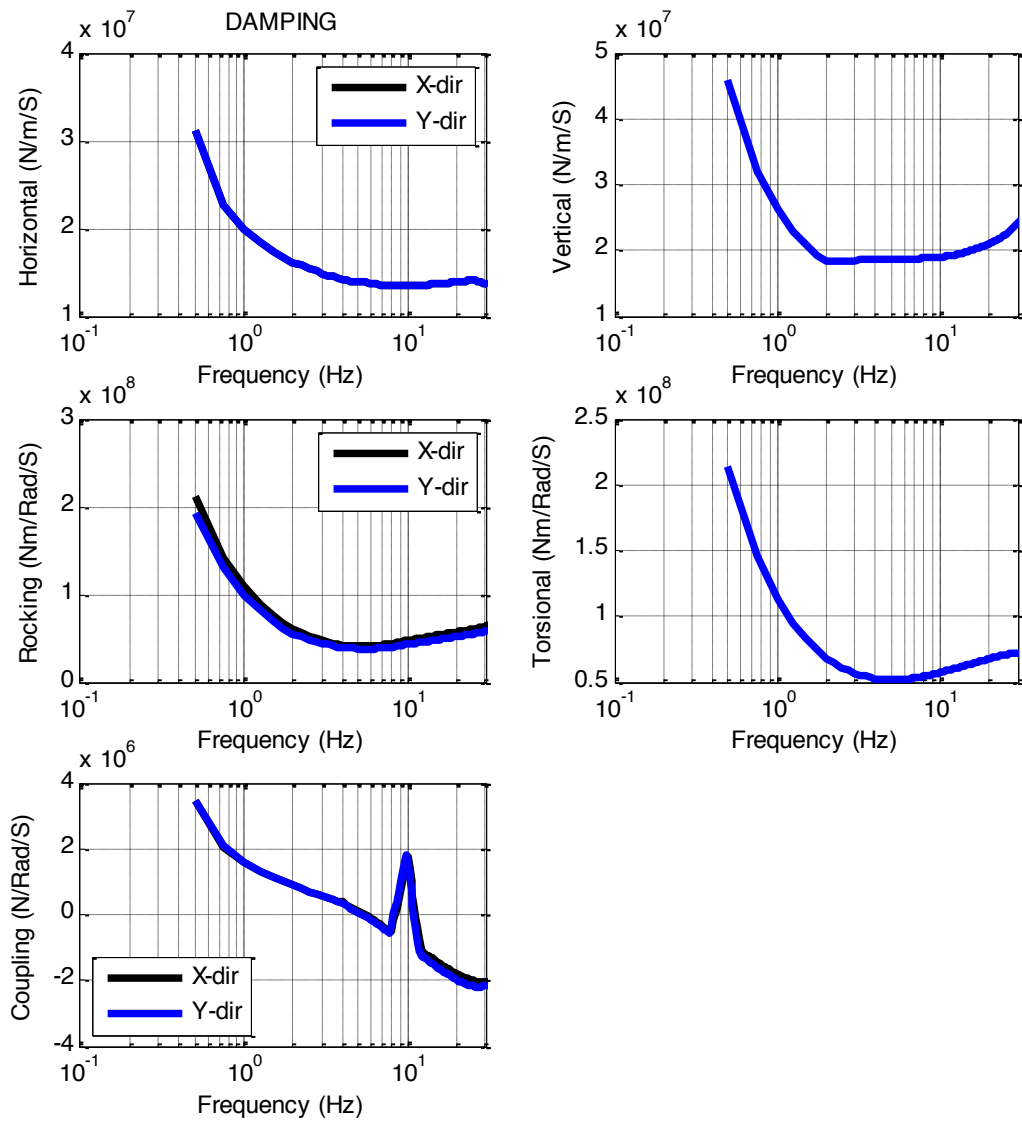 DAMPING
x 10^7
4
3
2
1
Horizontal (N/m/S)
X-dir
Y-dir
10^-1 10^0 10^1
Frequency (Hz)
x 10^7
5
4
3
2
1
Vertical (N/m/S)
10^-1 10^0 10^1
Frequency (Hz)
x 10^8
3
2
1
0
Rocking (Nm/Rad/S)
X-dir
Y-dir
10^-1 10^0 10^1
Frequency (Hz)
x 10^8
2.5
2
1.5
1
0.5
Torsional (Nm/Rad/S)
10^-1 10^0 10^1
Frequency (Hz)
x 10^6
4
2
0
-2
-4
Coupling (N/Rad/S)
X-dir
Y-dir
10^-1 10^0 10^1
Frequency (Hz)